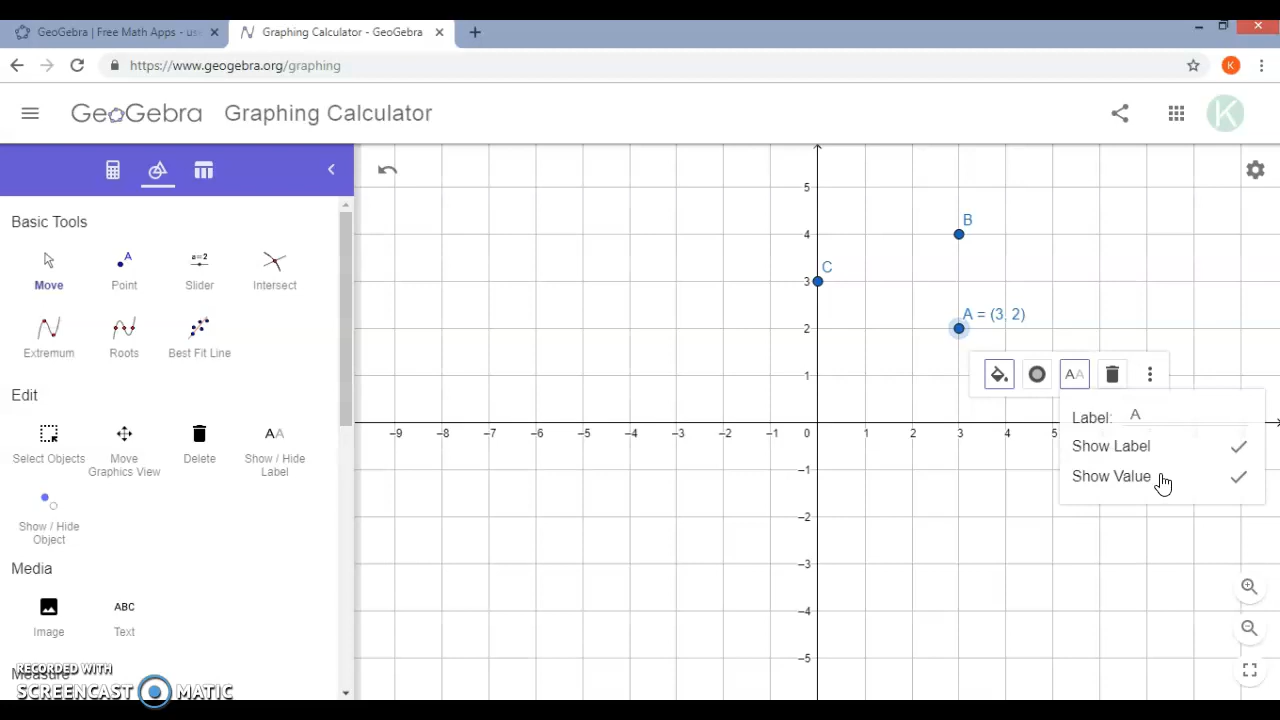 GeoGebra | Free Math Apps - us
Graphing Calculator - GeoGebra
https://www.geogebra.org/graphing
K
GeoGebra
Graphing Calculator
K
Basic Tools
A
a=2
Move
Point
Slider
Intersect
Extremum
Roots
Best Fit Line
Edit
AA
Select Objects
Move Graphics View
Delete
Show / Hide Label
Show / Hide Object
Media
ABC
Image
Text
Measure
RECORDED WITH
SCREENCAST MATIC
5
4
3
2
1
0
−1
−2
−3
−4
−5
−9
−8
−7
−6
−5
−4
−3
−2
−1
1
2
3
4
5
B
C
A = (3, 2)
AA
Label: A
Show Label
Show Value